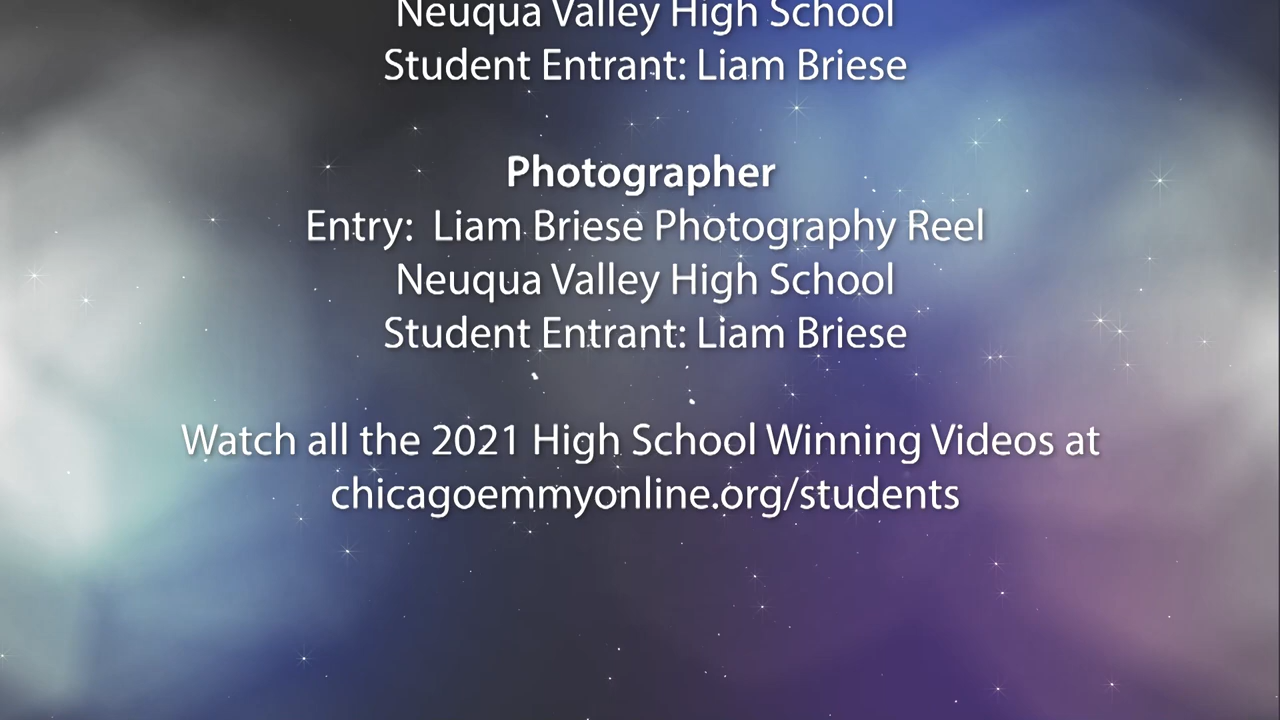 Neuqua Valley High School
Student Entrant: Liam Briese
Photographer
Entry:  Liam Briese Photography Reel
Neuqua Valley High School
Student Entrant: Liam Briese
Watch all the 2021 High School Winning Videos at
chicagoemmyonline.org/students